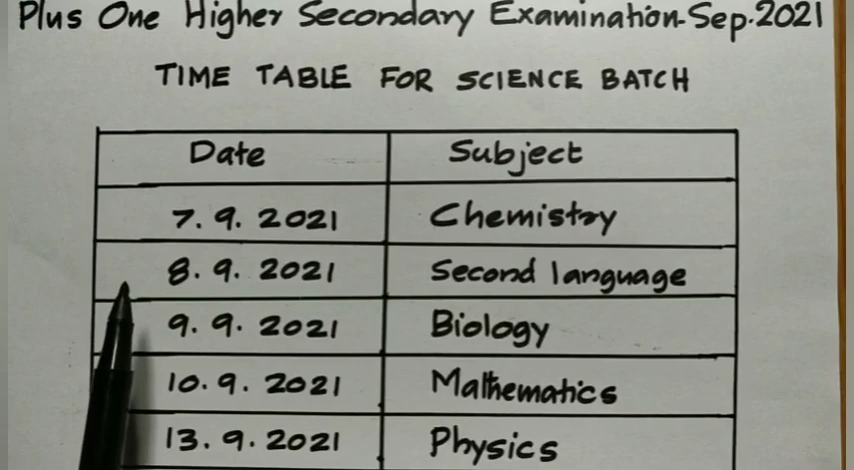 Plus One Higher Secondary Examination-Sep.2021
TIME TABLE FOR SCIENCE BATCH
Date Subject
7. 9. 2021 Chemistry
8. 9. 2021 Second language
9. 9. 2021 Biology
10. 9. 2021 Mathematics
13. 9. 2021 Physics